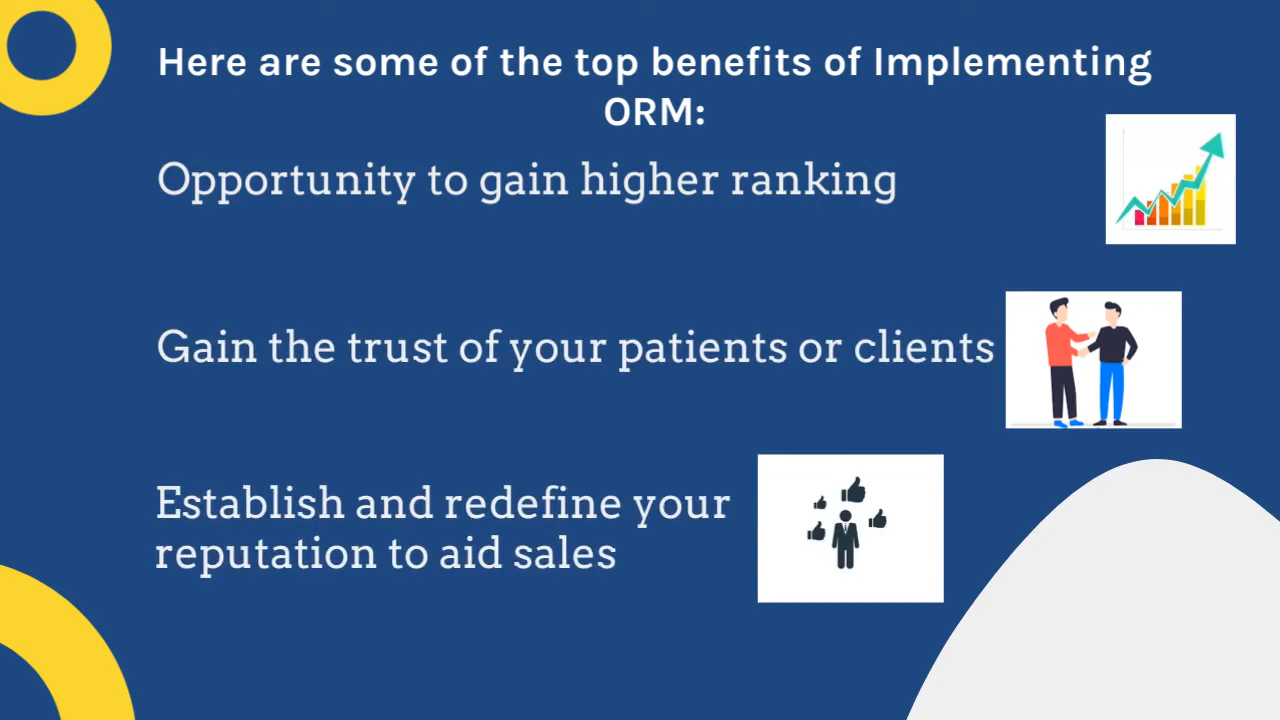 Here are some of the top benefits of Implementing
ORM:
Opportunity to gain higher ranking
Gain the trust of your patients or clients
Establish and redefine your
reputation to aid sales